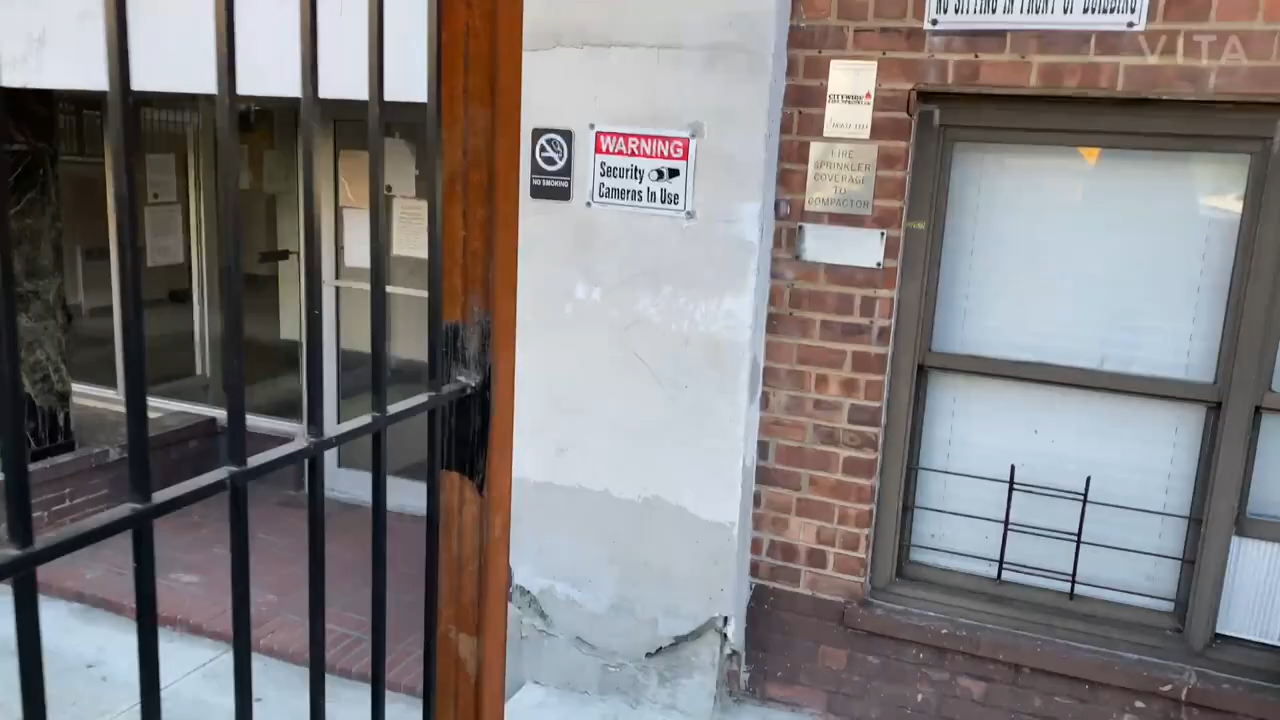 NO SITTING IN FRONT OF BUILDING
VITA
CITYWIDE
NO SMOKING
WARNING
Security
Cameras In Use
FIRE
SPRINKLER
COVERAGE
TO
COMPACTOR